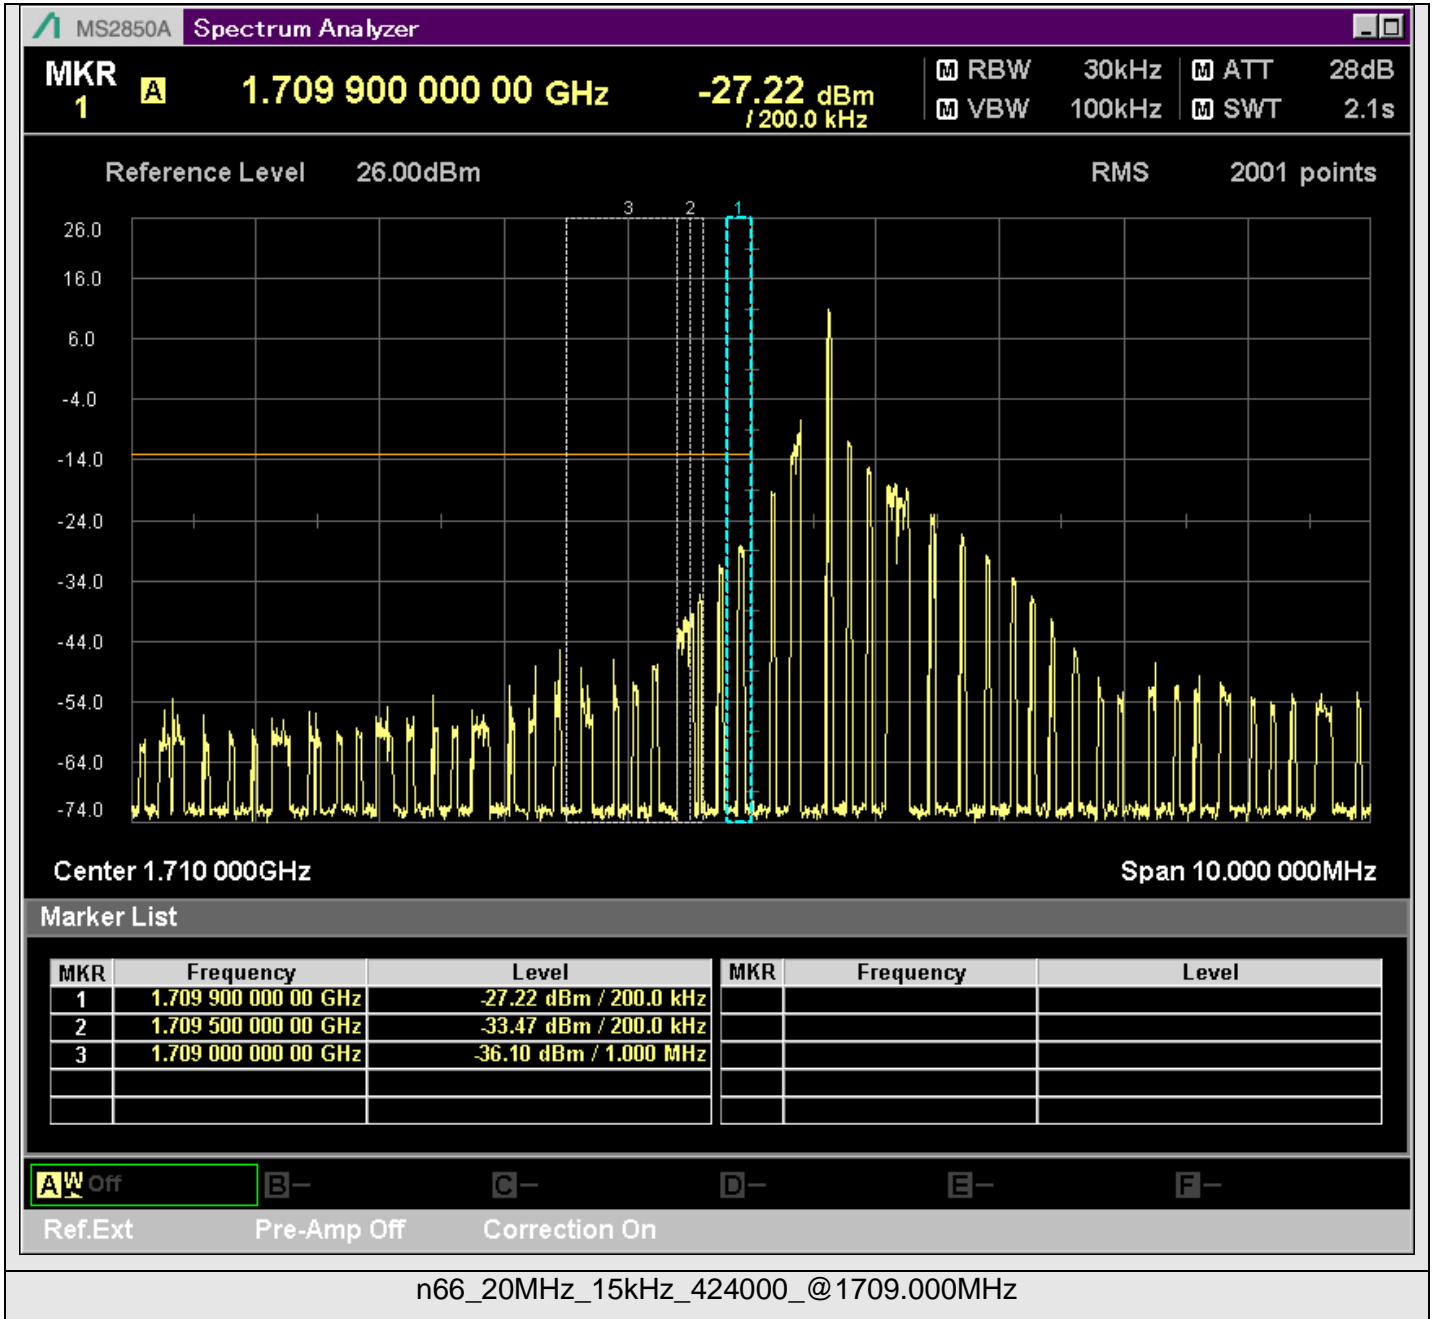 MS2850A Spectrum Analyzer
MKR 1 A 1.709 900 000 00 GHz -27.22 dBm / 200.0 kHz
M RBW 30kHz M ATT 28dB
M VBW 100kHz M SWT 2.1s
Reference Level 26.00dBm RMS 2001 points
3 2 1
26.0
16.0
6.0
-4.0
-14.0
-24.0
-34.0
-44.0
-54.0
-64.0
-74.0
Center 1.710 000GHz Span 10.000 000MHz
Marker List
MKR Frequency Level MKR Frequency Level
1 1.709 900 000 00 GHz -27.22 dBm / 200.0 kHz
2 1.709 500 000 00 GHz -33.47 dBm / 200.0 kHz
3 1.709 000 000 00 GHz -36.10 dBm / 1.000 MHz
A W Off B— C— D— E— F—
Ref.Ext Pre-Amp Off Correction On
n66_20MHz_15kHz_424000_@1709.000MHz